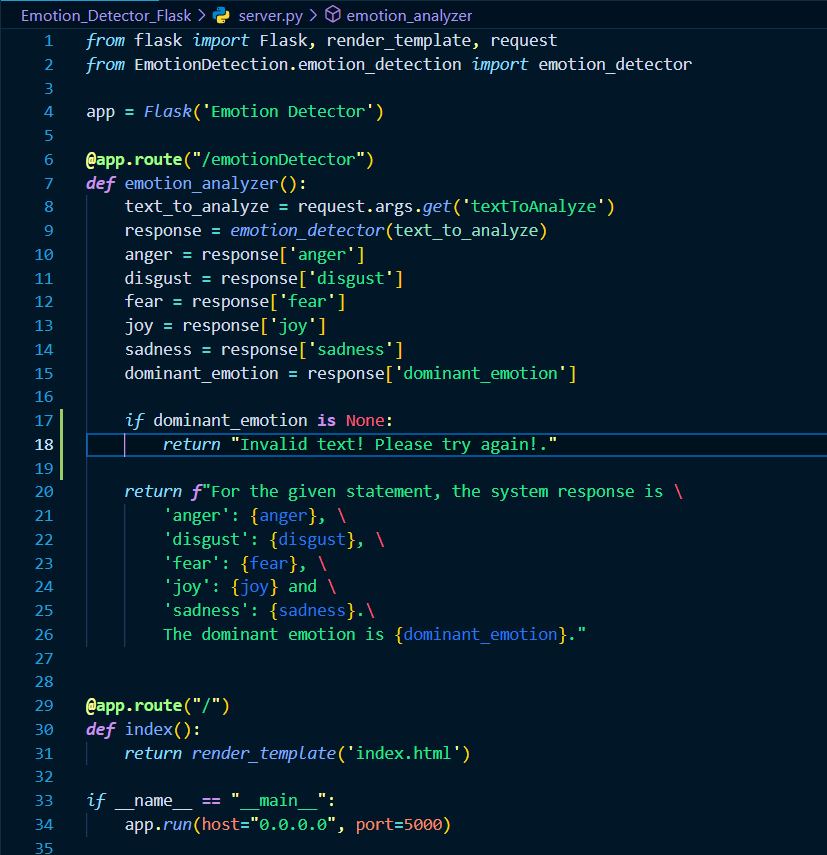 Emotion_Detector_Flask > server.py > emotion_analyzer
1 from flask import Flask, render_template, request
2 from EmotionDetection.emotion_detection import emotion_detector
3
4 app = Flask('Emotion Detector')
5
6 @app.route("/emotionDetector")
7 def emotion_analyzer():
8     text_to_analyze = request.args.get('textToAnalyze')
9     response = emotion_detector(text_to_analyze)
10     anger = response['anger']
11     disgust = response['disgust']
12     fear = response['fear']
13     joy = response['joy']
14     sadness = response['sadness']
15     dominant_emotion = response['dominant_emotion']
16
17     if dominant_emotion is None:
18         return "Invalid text! Please try again!."
19
20     return f"For the given statement, the system response is \
21         'anger': {anger}, \
22         'disgust': {disgust}, \
23         'fear': {fear}, \
24         'joy': {joy} and \
25         'sadness': {sadness}.\
26         The dominant emotion is {dominant_emotion}."
27
28
29 @app.route("/")
30 def index():
31     return render_template('index.html')
32
33 if __name__ == "__main__":
34     app.run(host="0.0.0.0", port=5000)
35